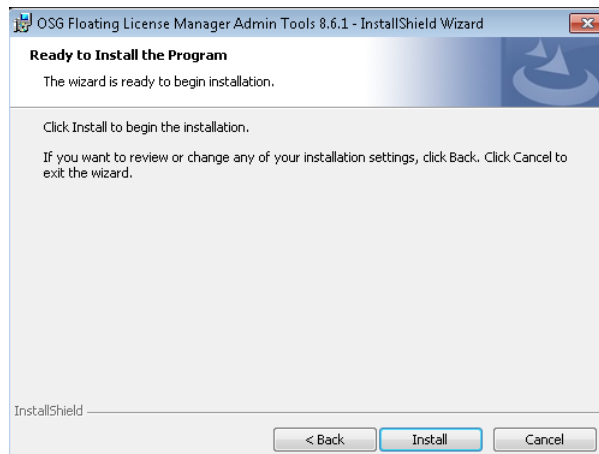 OSG Floating License Manager Admin Tools 8.6.1 - InstallShield Wizard
Ready to Install the Program
The wizard is ready to begin installation.
Click Install to begin the installation.
If you want to review or change any of your installation settings, click Back. Click Cancel to
exit the wizard.
InstallShield
< Back
Install
Cancel